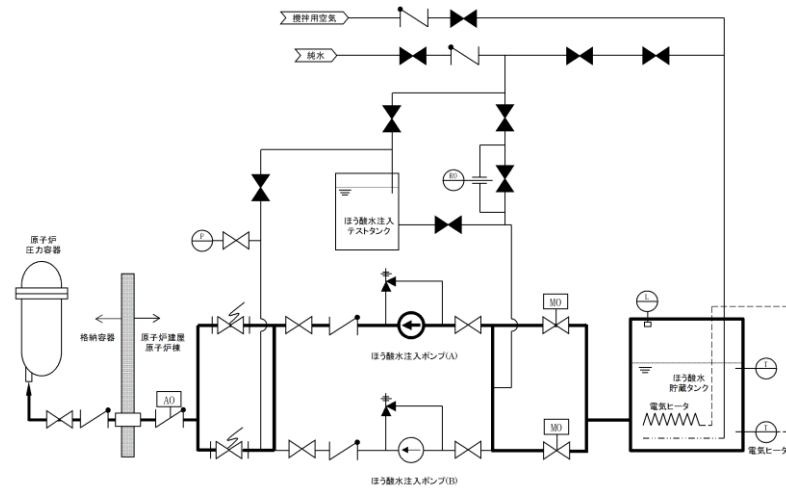 攪拌用空気
純水
RO
ほう酸水注入
テストタンク
P
原子炉
圧力容器
格納容器
原子炉建屋
原子炉棟
AO
MO
L
ほう酸水注入ポンプ(A)
ほう酸水
貯蔵タンク
T
電気ヒータ
MO
T
電気ヒータ
ほう酸水注入ポンプ(B)